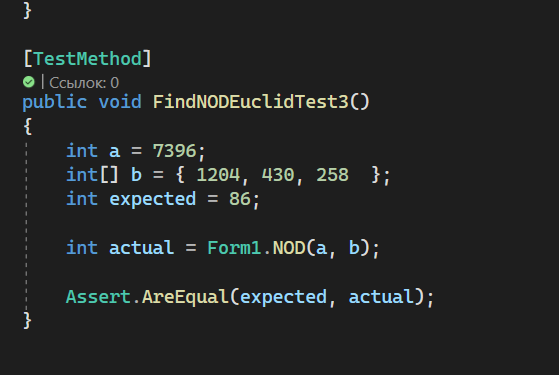 }
[TestMethod]
| Ссылок: 0
public void FindNODEuclidTest3()
{
int a = 7396;
int[] b = { 1204, 430, 258  };
int expected = 86;
int actual = Form1.NOD(a, b);
Assert.AreEqual(expected, actual);
}